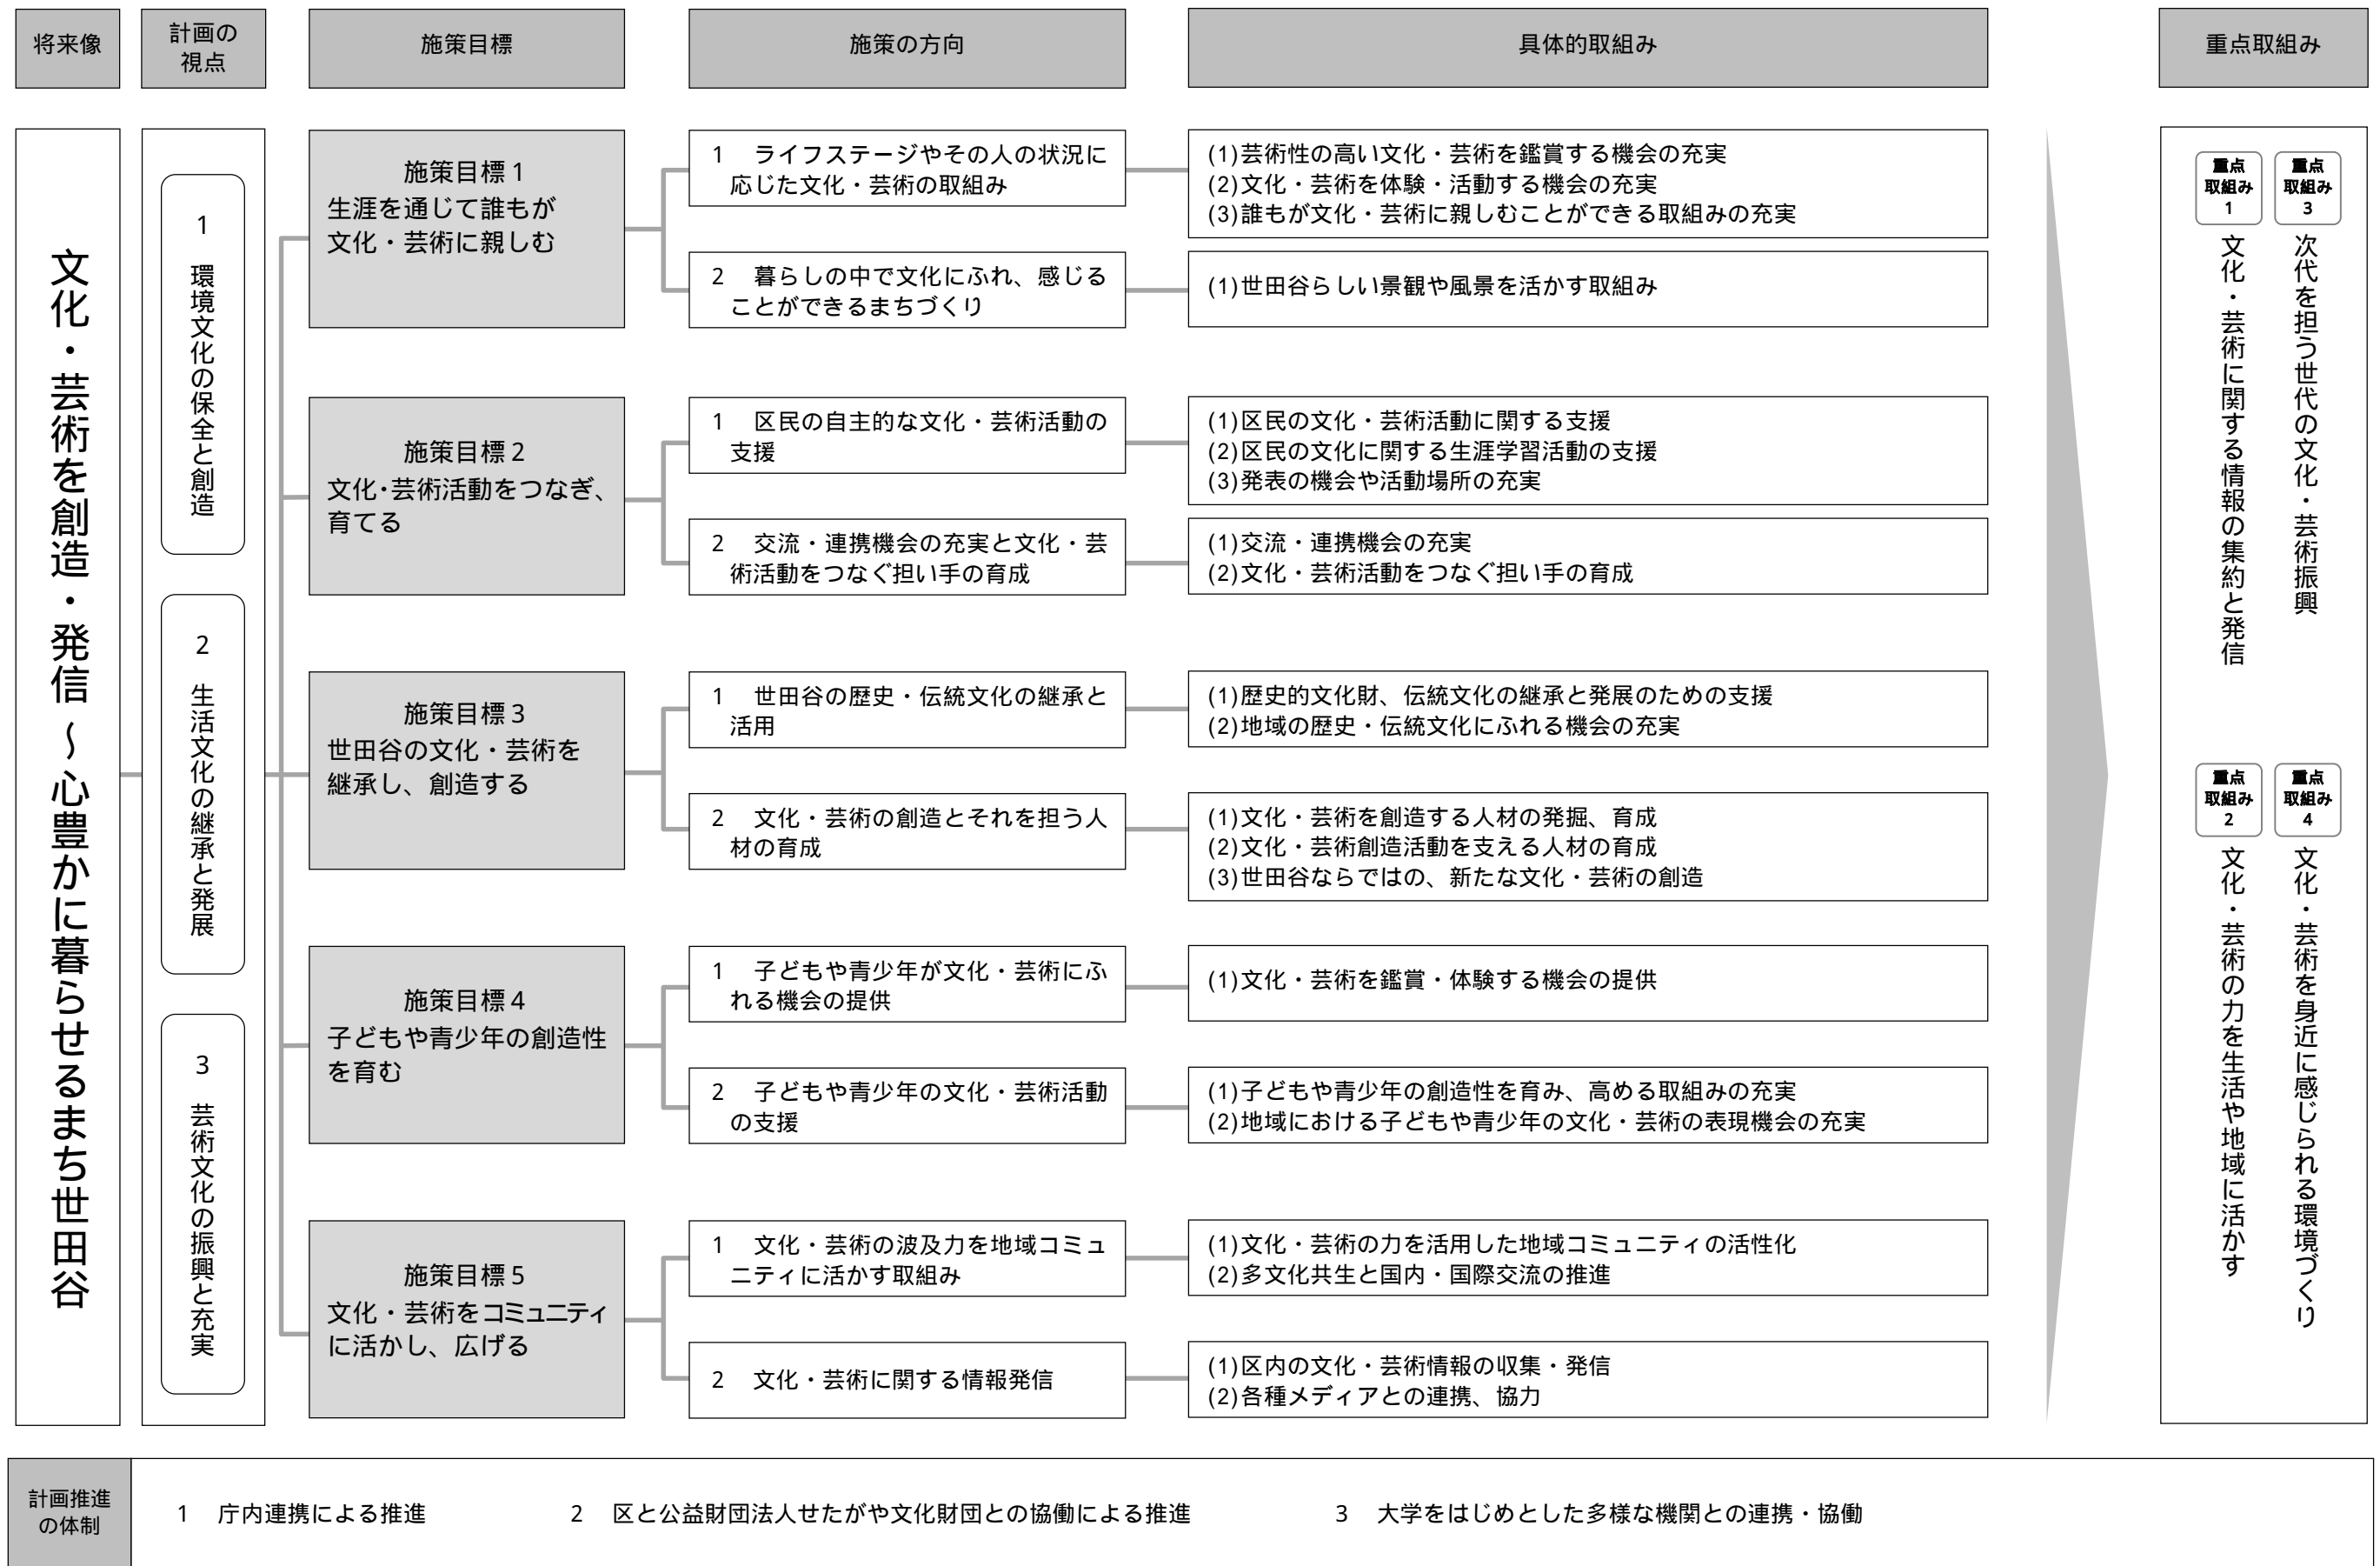 将来像
計画の
視点
施策目標
施策の方向
具体的取組み
重点取組み
文化・芸術を創造・発信～心豊かに暮らせるまち世田谷
1 環境文化の保全と創造
2 生活文化の継承と発展
3 芸術文化の振興と充実
施策目標1
生涯を通じて誰もが
文化・芸術に親しむ
1 ライフステージやその人の状況に
応じた文化・芸術の取組み
(1)芸術性の高い文化・芸術を鑑賞する機会の充実
(2)文化・芸術を体験・活動する機会の充実
(3)誰もが文化・芸術に親しむことができる取組みの充実
2 暮らしの中で文化にふれ、感じる
ことができるまちづくり
(1)世田谷らしい景観や風景を活かす取組み
施策目標2
文化・芸術活動をつなぎ、
育てる
1 区民の自主的な文化・芸術活動の
支援
(1)区民の文化・芸術活動に関する支援
(2)区民の文化に関する生涯学習活動の支援
(3)発表の機会や活動場所の充実
2 交流・連携機会の充実と文化・芸
術活動をつなぐ担い手の育成
(1)交流・連携機会の充実
(2)文化・芸術活動をつなぐ担い手の育成
施策目標3
世田谷の文化・芸術を
継承し、創造する
1 世田谷の歴史・伝統文化の継承と
活用
(1)歴史的文化財、伝統文化の継承と発展のための支援
(2)地域の歴史・伝統文化にふれる機会の充実
2 文化・芸術の創造とそれを担う人
材の育成
(1)文化・芸術を創造する人材の発掘、育成
(2)文化・芸術創造活動を支える人材の育成
(3)世田谷ならではの、新たな文化・芸術の創造
施策目標4
子どもや青少年の創造性
を育む
1 子どもや青少年が文化・芸術にふ
れる機会の提供
(1)文化・芸術を鑑賞・体験する機会の提供
2 子どもや青少年の文化・芸術活動
の支援
(1)子どもや青少年の創造性を育み、高める取組みの充実
(2)地域における子どもや青少年の文化・芸術の表現機会の充実
施策目標5
文化・芸術をコミュニティ
に活かし、広げる
1 文化・芸術の波及力を地域コミュ
ニティに活かす取組み
(1)文化・芸術の力を活用した地域コミュニティの活性化
(2)多文化共生と国内・国際交流の推進
2 文化・芸術に関する情報発信
(1)区内の文化・芸術情報の収集・発信
(2)各種メディアとの連携、協力
重点
取組み
1
文化・芸術に関する情報の集約と発信
重点
取組み
2
文化・芸術の力を生活や地域に活かす
重点
取組み
3
次代を担う世代の文化・芸術振興
重点
取組み
4
文化・芸術を身近に感じられる環境づくり
計画推進
の体制
1 庁内連携による推進
2 区と公益財団法人せたがや文化財団との協働による推進
3 大学をはじめとした多様な機関との連携・協働